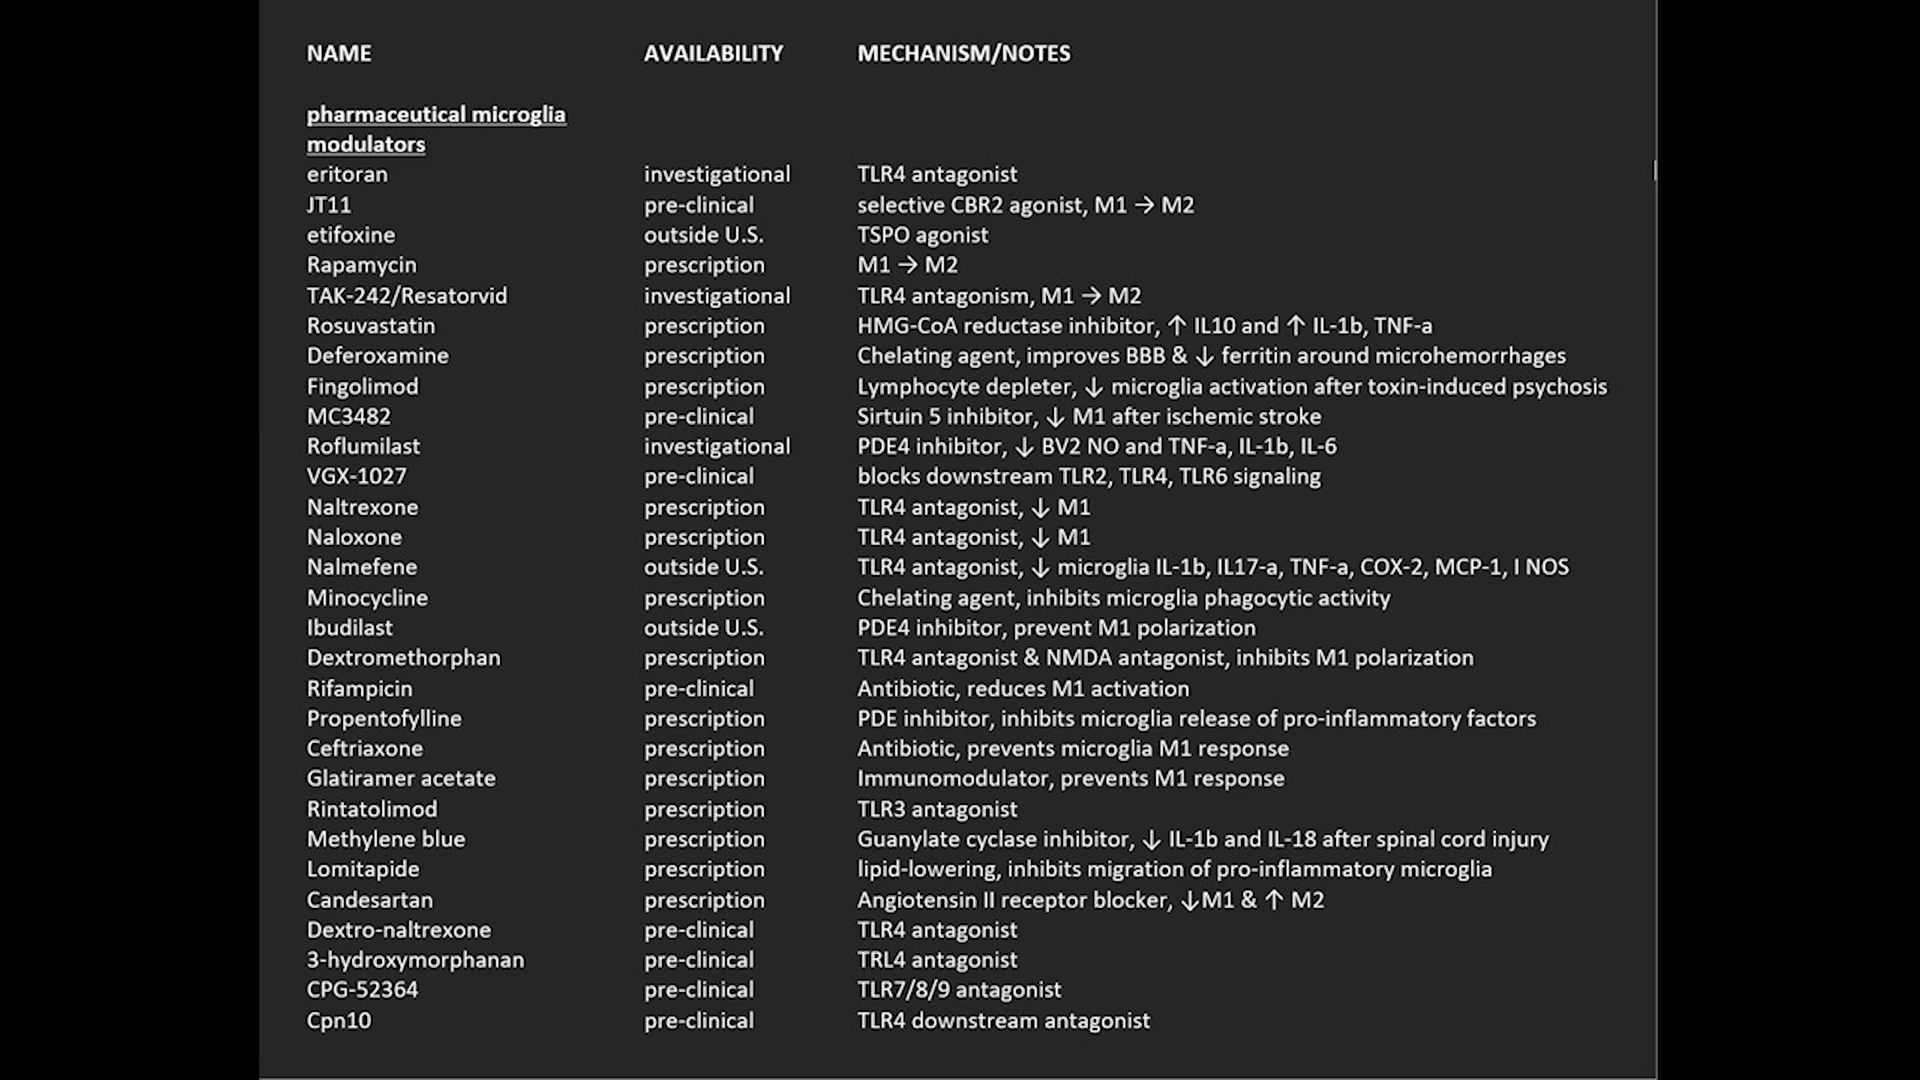 NAME AVAILABILITY MECHANISM/NOTES
pharmaceutical microglia
modulators
eritoran investigational TLR4 antagonist
JT11 pre-clinical selective CBR2 agonist, M1 → M2
etifoxine outside U.S. TSPO agonist
Rapamycin prescription M1 → M2
TAK-242/Resatorvid investigational TLR4 antagonism, M1 → M2
Rosuvastatin prescription HMG-CoA reductase inhibitor, ↑ IL10 and ↑ IL-1b, TNF-a
Deferoxamine prescription Chelating agent, improves BBB & ↓ ferritin around microhemorrhages
Fingolimod prescription Lymphocyte depleter, ↓ microglia activation after toxin-induced psychosis
MC3482 pre-clinical Sirtuin 5 inhibitor, ↓ M1 after ischemic stroke
Roflumilast investigational PDE4 inhibitor, ↓ BV2 NO and TNF-a, IL-1b, IL-6
VGX-1027 pre-clinical blocks downstream TLR2, TLR4, TLR6 signaling
Naltrexone prescription TLR4 antagonist, ↓ M1
Naloxone prescription TLR4 antagonist, ↓ M1
Nalmefene outside U.S. TLR4 antagonist, ↓ microglia IL-1b, IL17-a, TNF-a, COX-2, MCP-1, I NOS
Minocycline prescription Chelating agent, inhibits microglia phagocytic activity
Ibudilast outside U.S. PDE4 inhibitor, prevent M1 polarization
Dextromethorphan prescription TLR4 antagonist & NMDA antagonist, inhibits M1 polarization
Rifampicin pre-clinical Antibiotic, reduces M1 activation
Propentofylline prescription PDE inhibitor, inhibits microglia release of pro-inflammatory factors
Ceftriaxone prescription Antibiotic, prevents microglia M1 response
Glatiramer acetate prescription Immunomodulator, prevents M1 response
Rintatolimod prescription TLR3 antagonist
Methylene blue prescription Guanylate cyclase inhibitor, ↓ IL-1b and IL-18 after spinal cord injury
Lomitapide prescription lipid-lowering, inhibits migration of pro-inflammatory microglia
Candesartan prescription Angiotensin II receptor blocker, ↓M1 & ↑ M2
Dextro-naltrexone pre-clinical TLR4 antagonist
3-hydroxymorphanan pre-clinical TRL4 antagonist
CPG-52364 pre-clinical TLR7/8/9 antagonist
Cpn10 pre-clinical TLR4 downstream antagonist